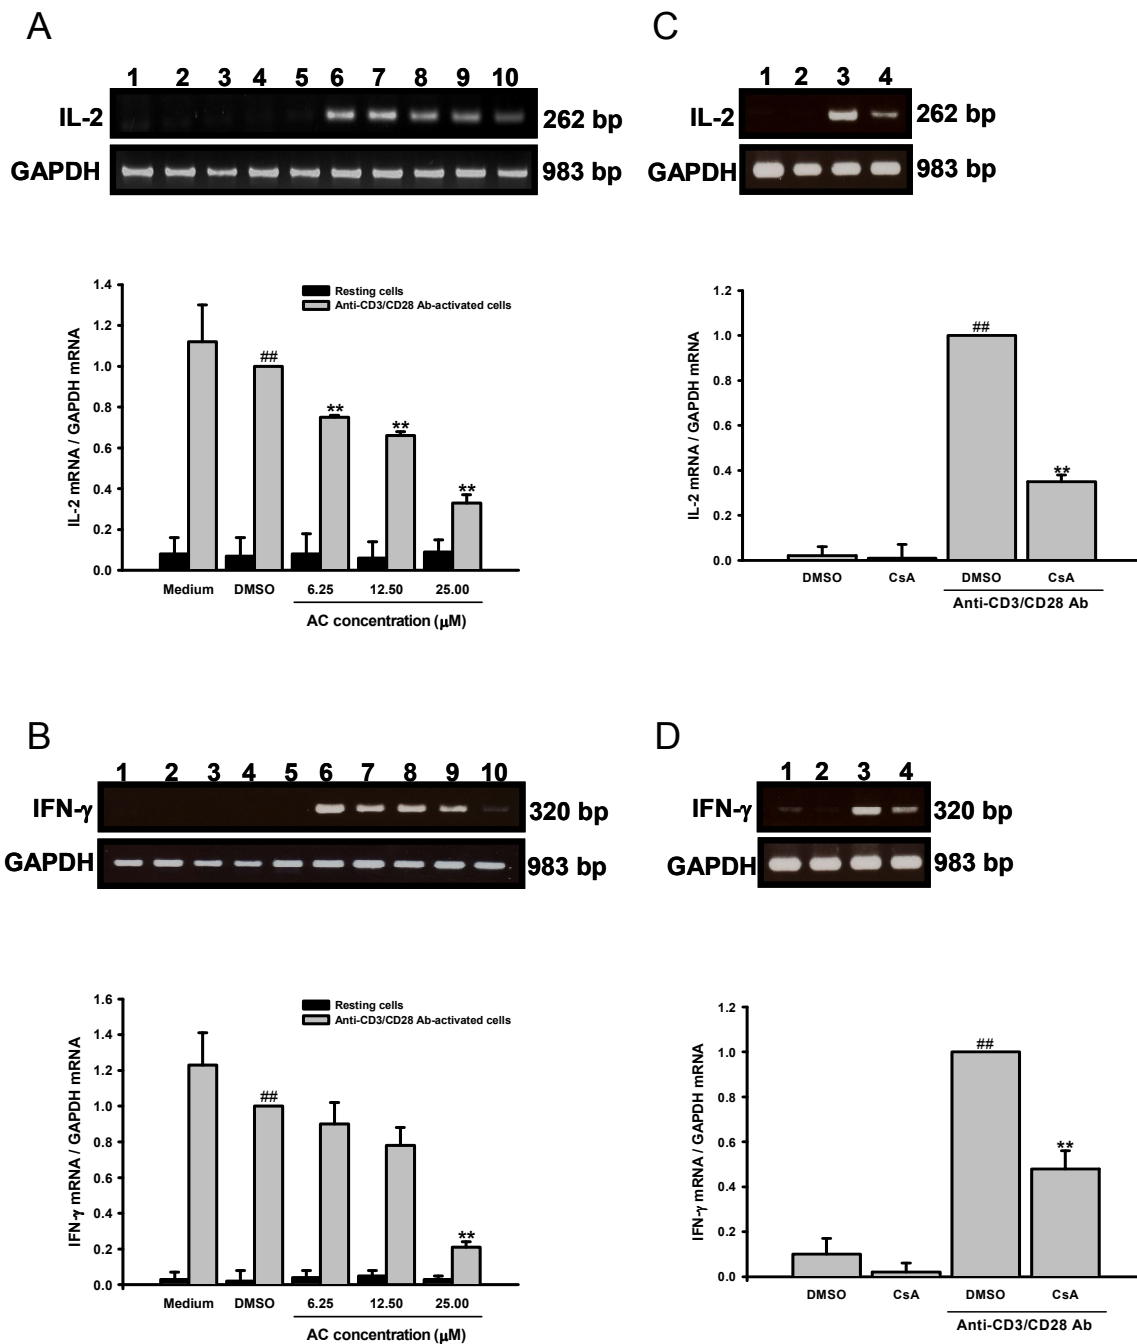 A
1 2 3 4 5 6 7 8 9 10
IL-2 262 bp
GAPDH 983 bp
IL-2 mRNA / GAPDH mRNA
1.4
1.2
1.0
0.8
0.6
0.4
0.2
0.0
Resting cells
Anti-CD3/CD28 Ab-activated cells
##
**
**
**
Medium DMSO 6.25 12.50 25.00
AC concentration (μM)
C
1 2 3 4
IL-2 262 bp
GAPDH 983 bp
IL-2 mRNA / GAPDH mRNA
1.2
1.0
0.8
0.6
0.4
0.2
0.0
##
**
DMSO CsA DMSO CsA
Anti-CD3/CD28 Ab
B
1 2 3 4 5 6 7 8 9 10
IFN-γ 320 bp
GAPDH 983 bp
IFN-γ mRNA / GAPDH mRNA
1.6
1.4
1.2
1.0
0.8
0.6
0.4
0.2
0.0
Resting cells
Anti-CD3/CD28 Ab-activated cells
##
**
Medium DMSO 6.25 12.50 25.00
AC concentration (μM)
D
1 2 3 4
IFN-γ 320 bp
GAPDH 983 bp
IFN-γ mRNA / GAPDH mRNA
1.2
1.0
0.8
0.6
0.4
0.2
0.0
##
**
DMSO CsA DMSO CsA
Anti-CD3/CD28 Ab